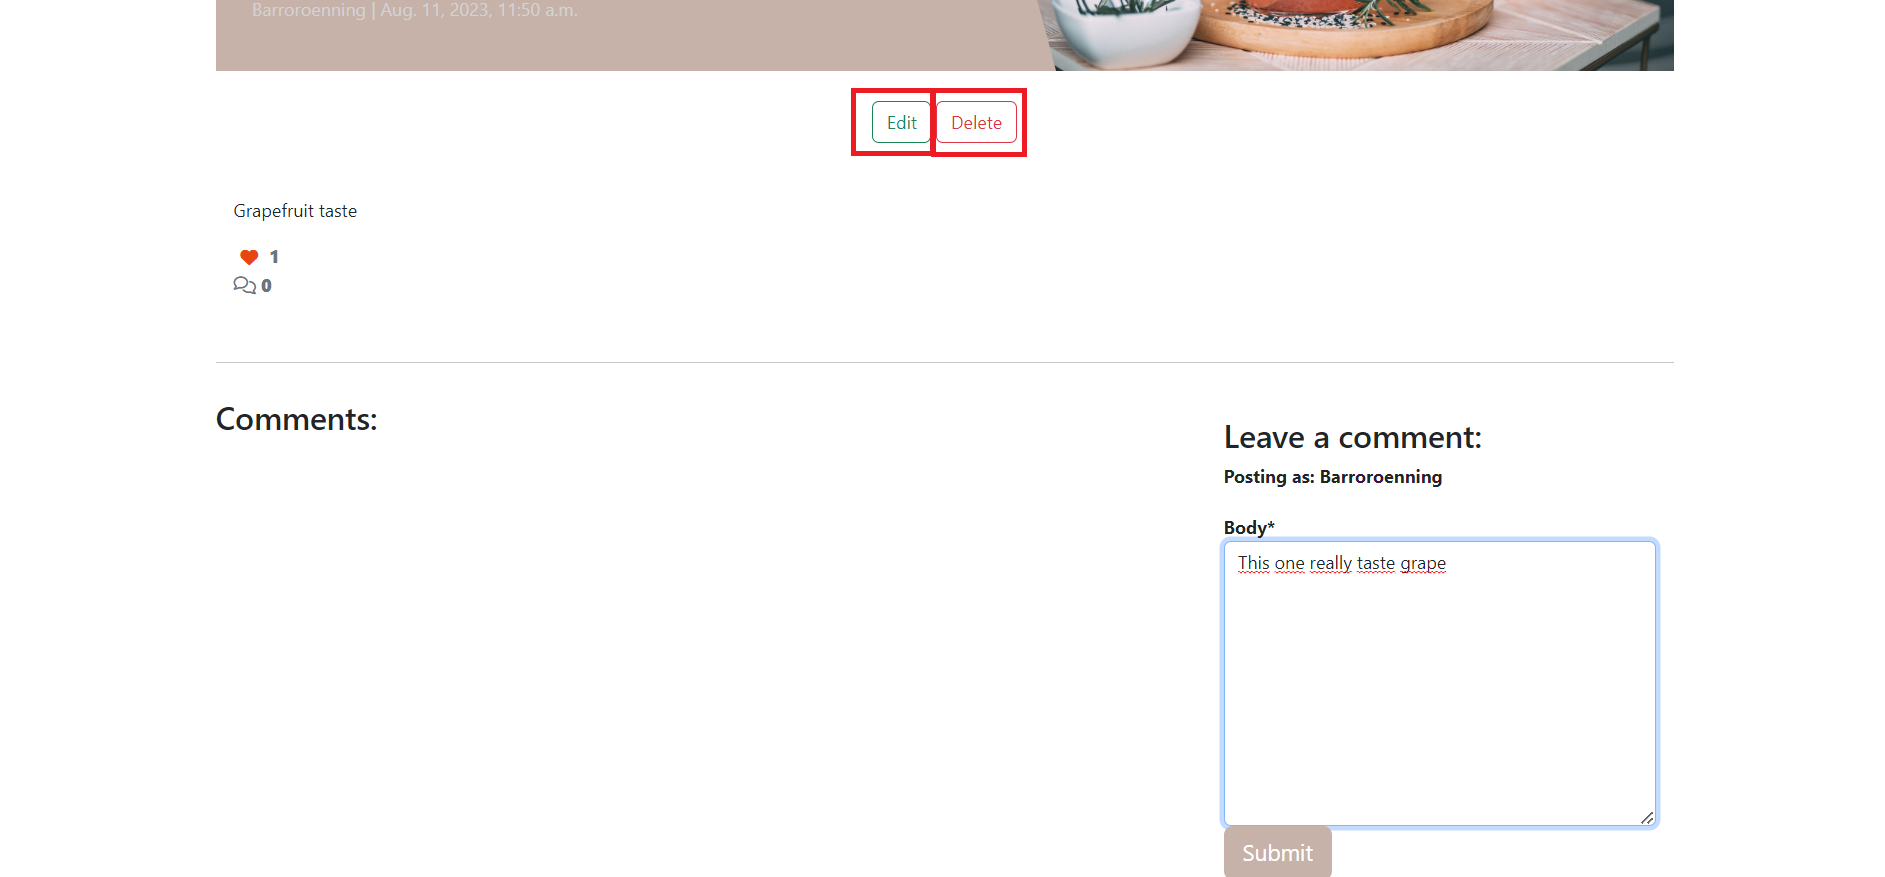 Barroroenning | Aug. 11, 2023, 11:50 a.m.
Edit Delete
Grapefruit taste
1
0
Comments:
Leave a comment:
Posting as: Barroroenning
Body*
This one really taste grape
Submit